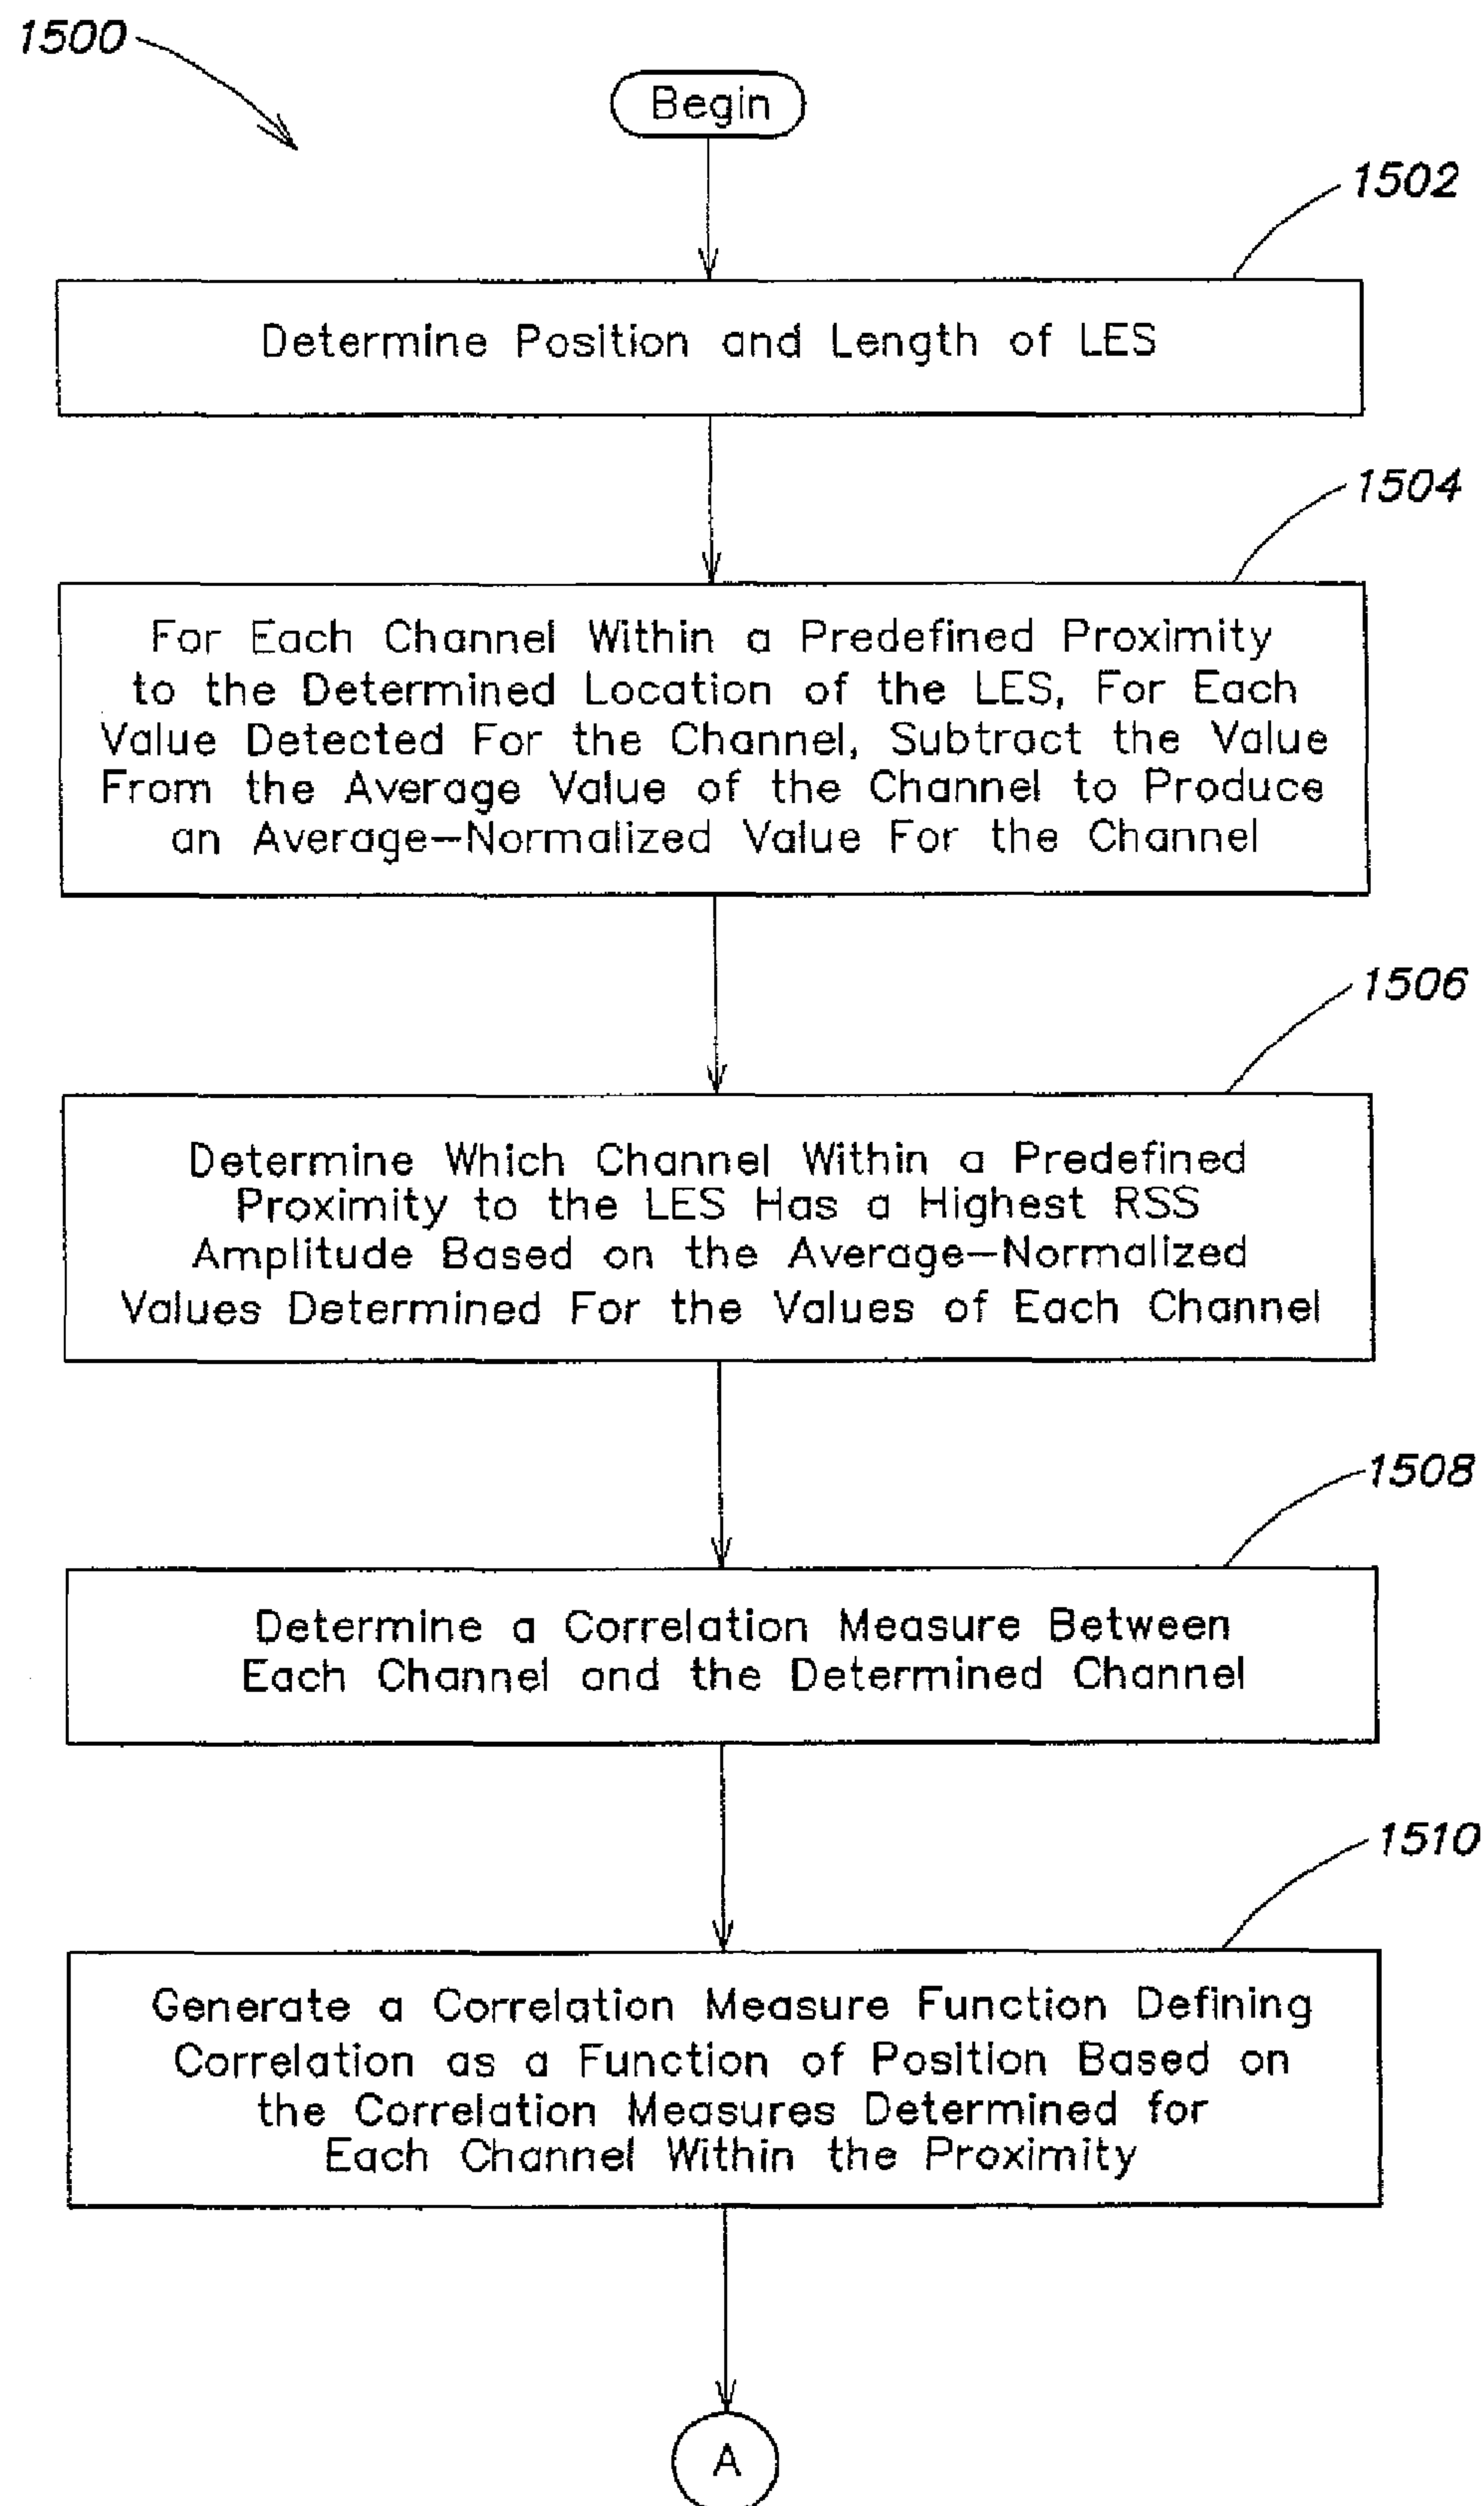 1500
Begin
1502
Determine Position and Length of LES
1504
For Each Channel Within a Predefined Proximity
to the Determined Location of the LES, For Each
Value Detected For the Channel, Subtract the Value
From the Average Value of the Channel to Produce
an Average-Normalized Value For the Channel
1506
Determine Which Channel Within a Predefined
Proximity to the LES Has a Highest RSS
Amplitude Based on the Average-Normalized
Values Determined For the Values of Each Channel
1508
Determine a Correlation Measure Between
Each Channel and the Determined Channel
1510
Generate a Correlation Measure Function Defining
Correlation as a Function of Position Based on
the Correlation Measures Determined for
Each Channel Within the Proximity
A